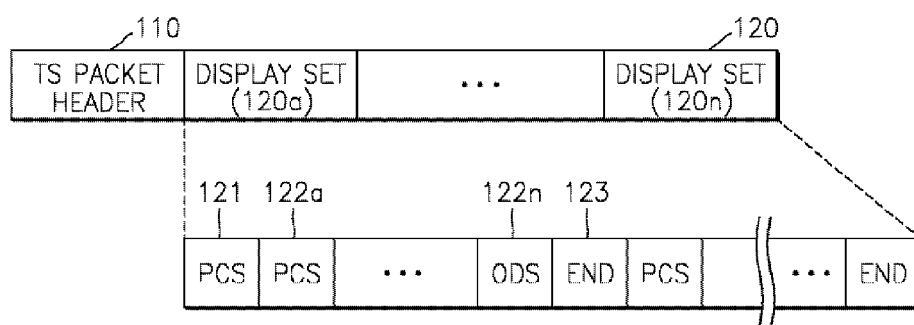 110
120
TS PACKET HEADER
DISPLAY SET (120a)
...
DISPLAY SET (120n)
121
122a
122n
123
PCS
PCS
...
ODS
END
PCS
...
END